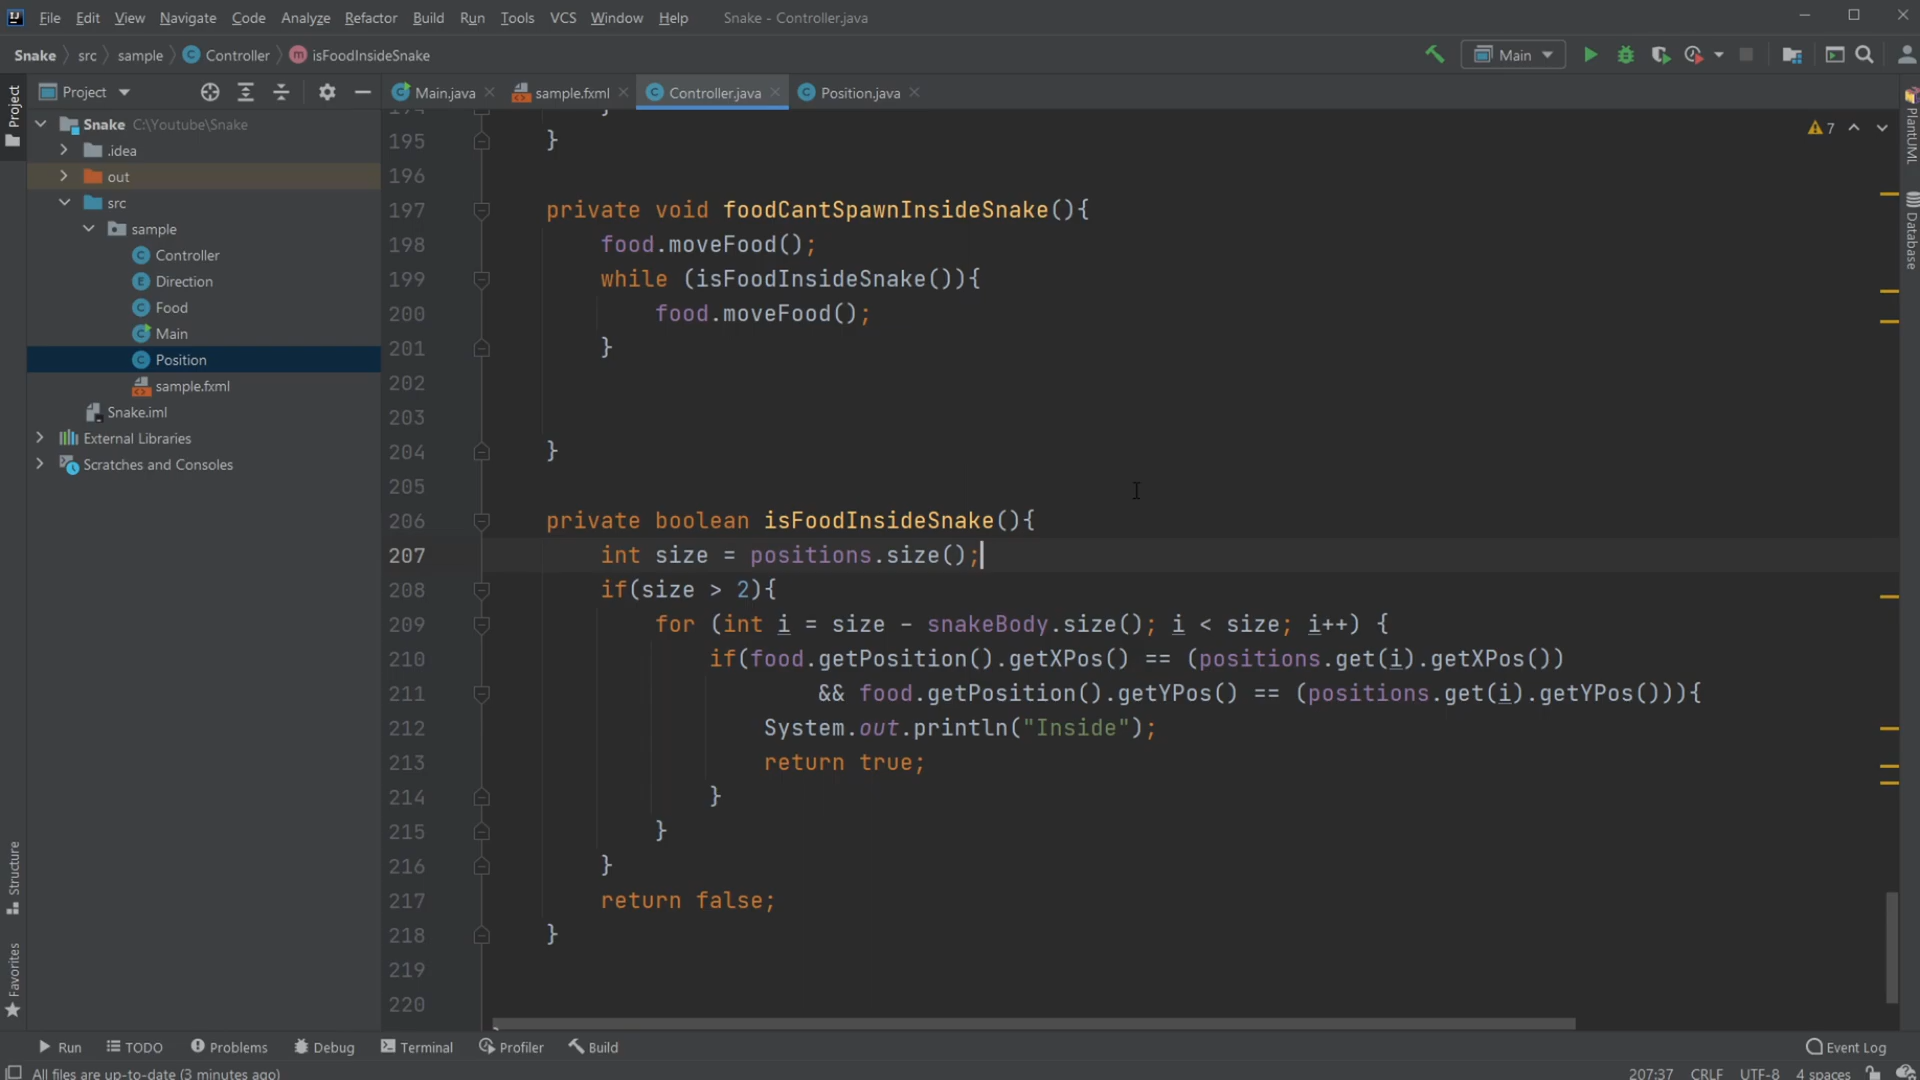 File Edit View Navigate Code Analyze Refactor Build Run Tools VCS Window Help Snake - Controller.java
Snake src sample Controller isFoodInsideSnake Main
Project Main.java sample.fxml Controller.java Position.java
Project
Snake C:\Youtube\Snake
.idea
out
src
sample
Controller
Direction
Food
Main
Position
sample.fxml
Snake.iml
External Libraries
Scratches and Consoles
7
195 }
196
197 private void foodCantSpawnInsideSnake(){
198 food.moveFood();
199 while (isFoodInsideSnake()){
200 food.moveFood();
201 }
202
203
204 }
205
206 private boolean isFoodInsideSnake(){
207 int size = positions.size();
208 if(size > 2){
209 for (int i = size - snakeBody.size(); i < size; i++) {
210 if(food.getPosition().getXPos() == (positions.get(i).getXPos())
211 && food.getPosition().getYPos() == (positions.get(i).getYPos())){
212 System.out.println("Inside");
213 return true;
214 }
215 }
216 }
217 return false;
218 }
219
220
PlantUML
Database
Structure
Favorites
Run TODO Problems Debug Terminal Profiler Build Event Log
All files are up-to-date (3 minutes ago) 207:37 CRLF UTF-8 4 spaces